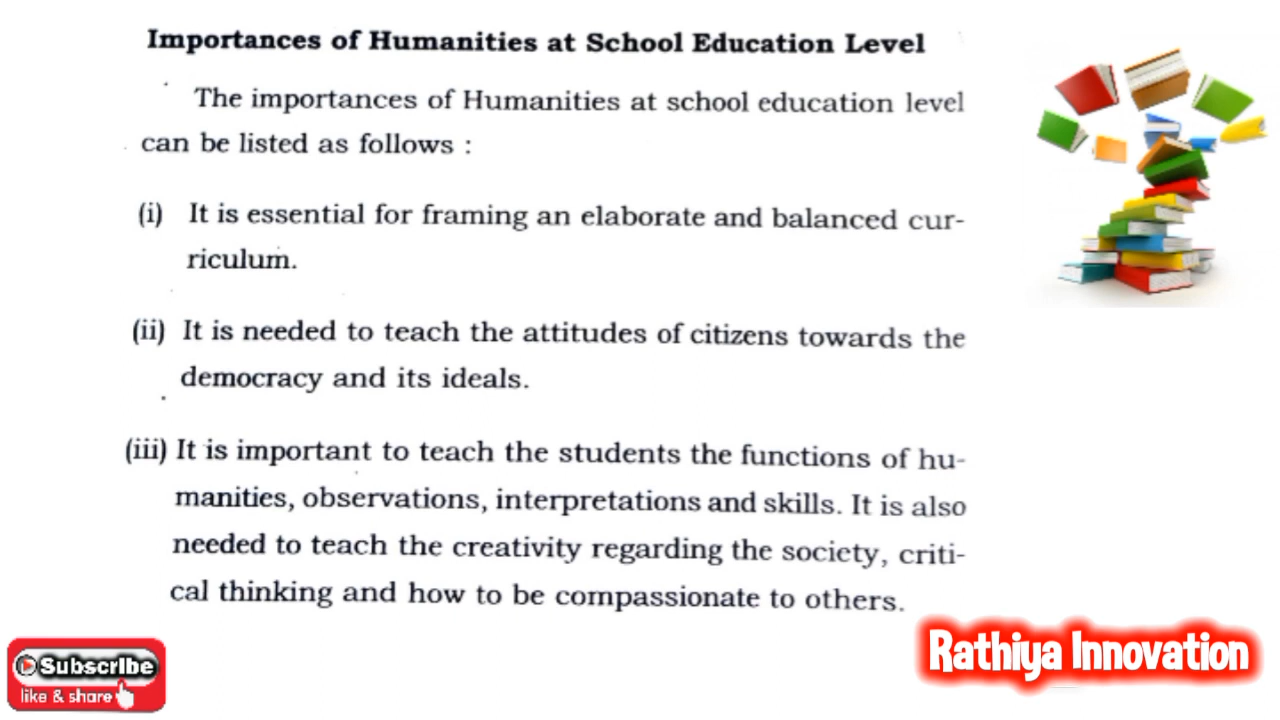 Importances of Humanities at School Education Level
The importances of Humanities at school education level
can be listed as follows :
(i) It is essential for framing an elaborate and balanced cur-
riculum.
(ii) It is needed to teach the attitudes of citizens towards the
democracy and its ideals.
(iii) It is important to teach the students the functions of hu-
manities, observations, interpretations and skills. It is also
needed to teach the creativity regarding the society, criti-
cal thinking and how to be compassionate to others.
Subscribe
like & share
Rathiya Innovation